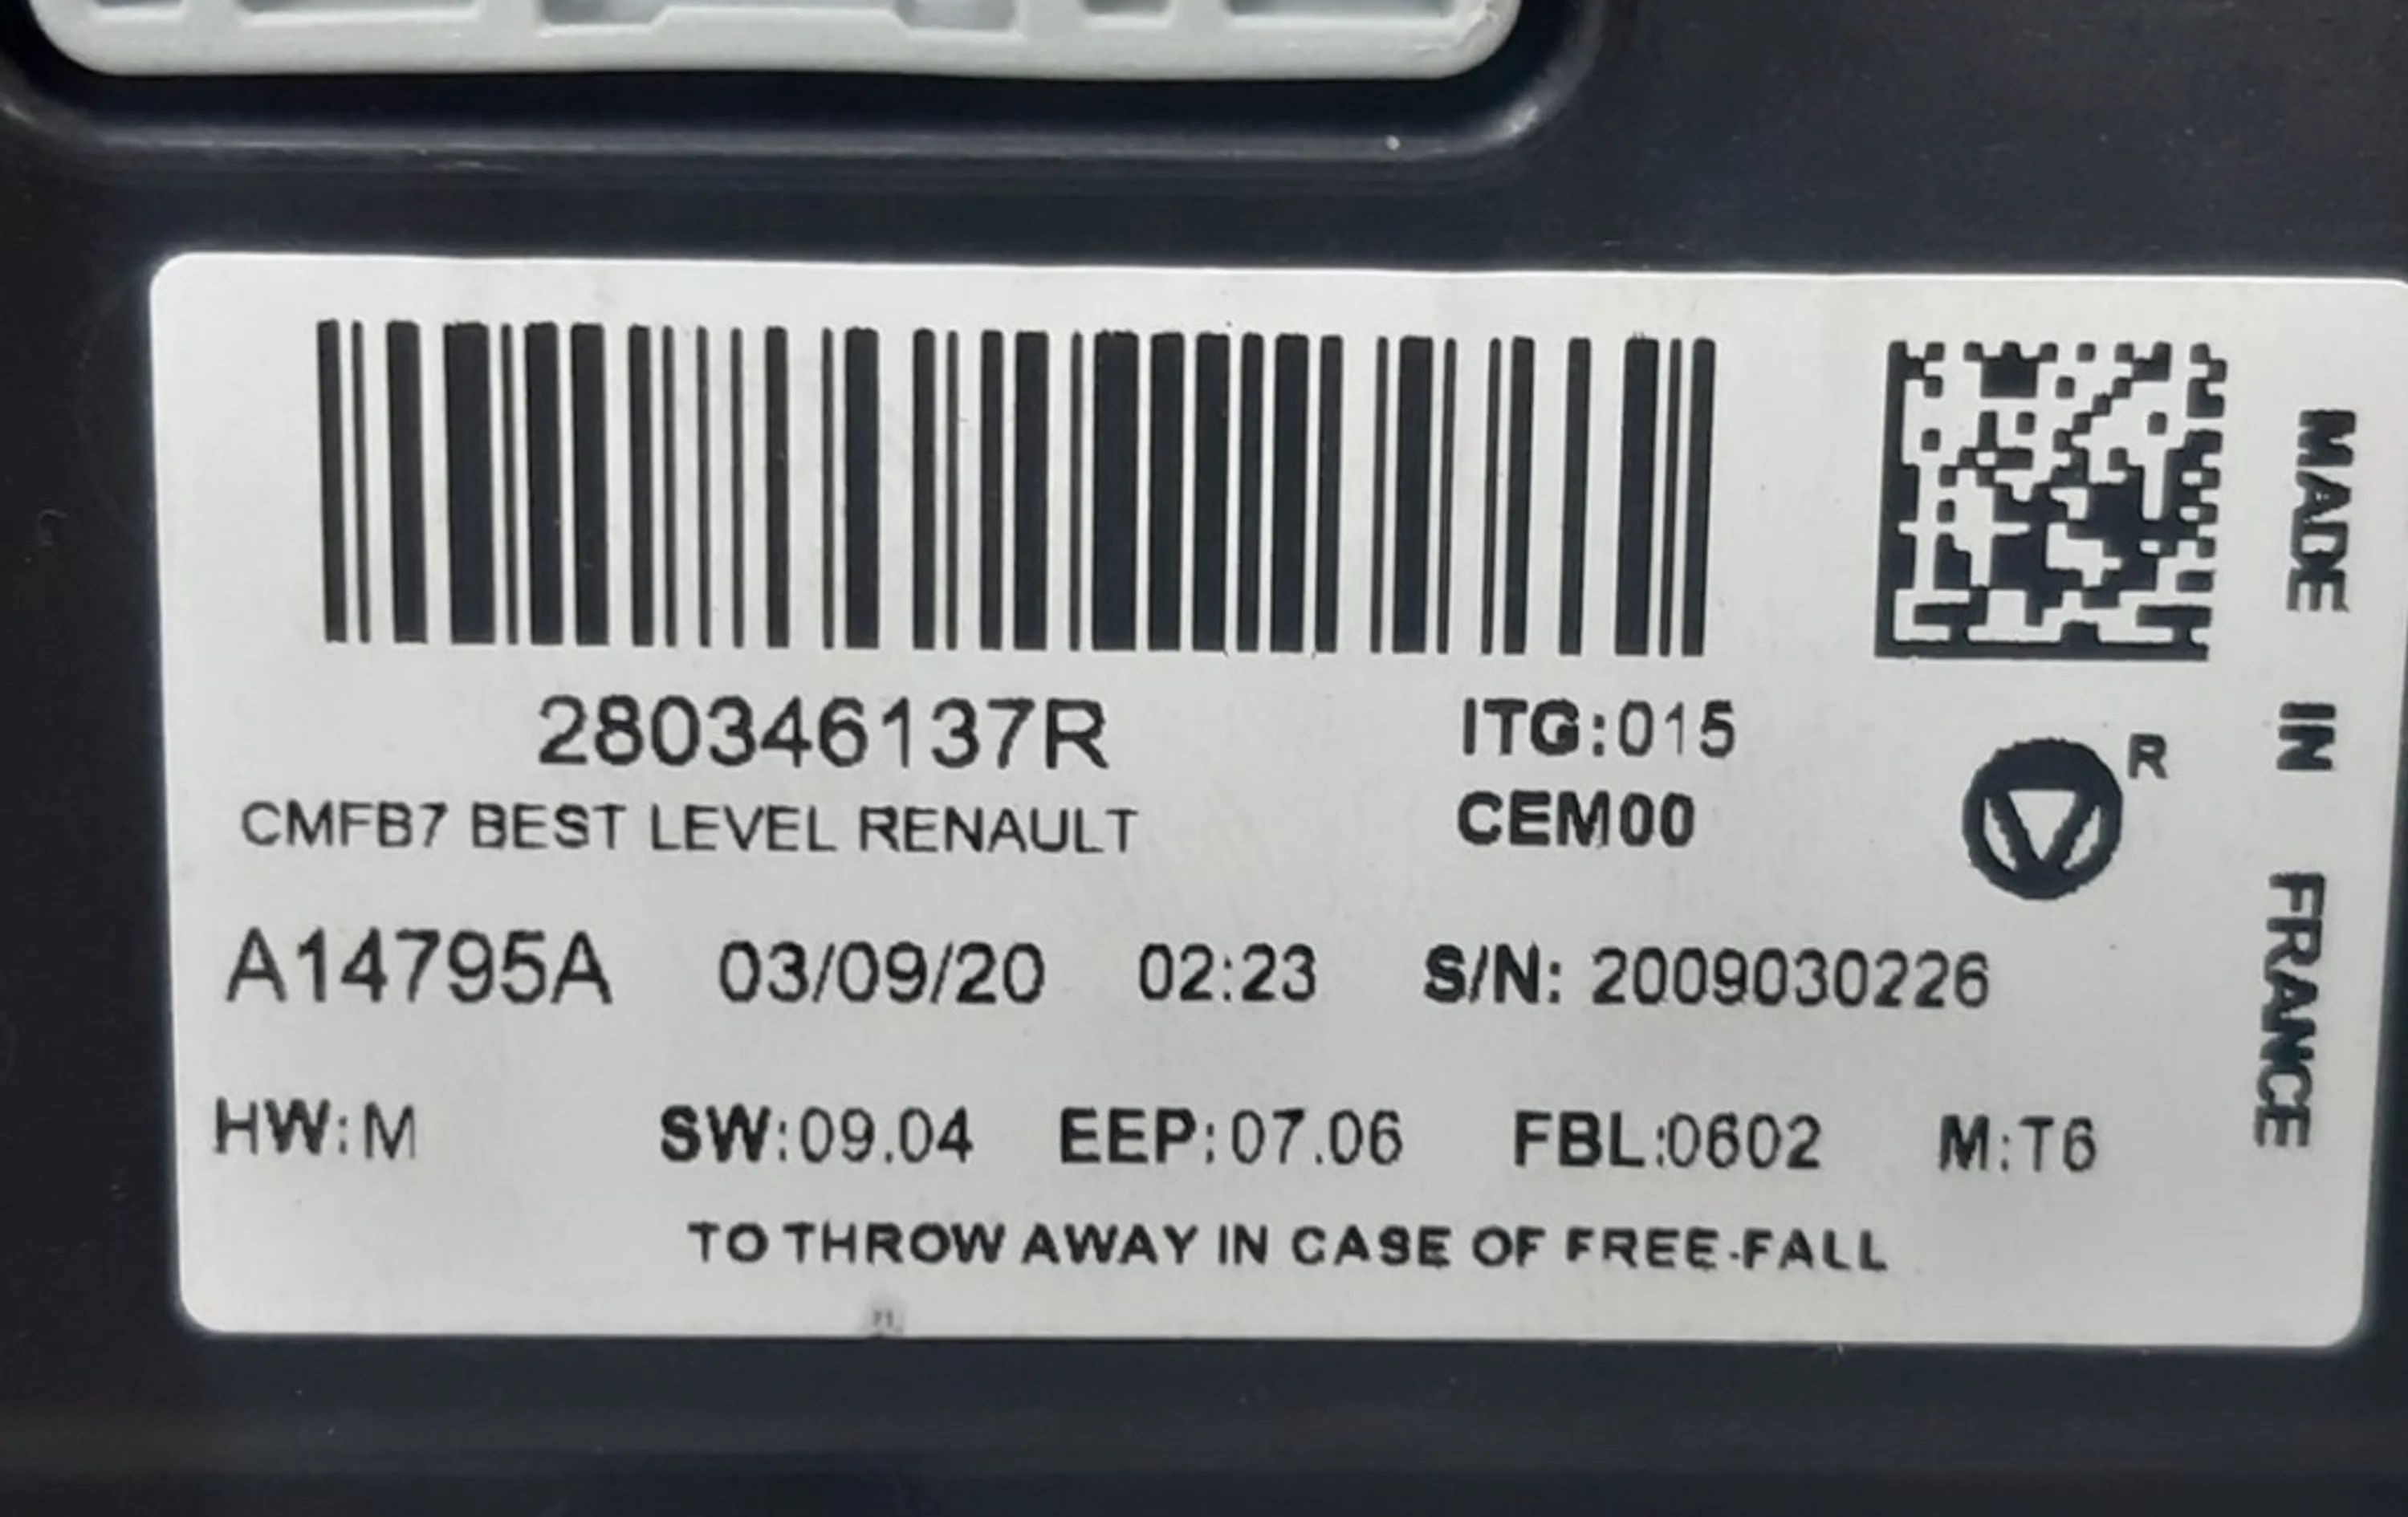 280346137R ITG:015
CMFB7 BEST LEVEL RENAULT CEM00
R
A14795A 03/09/20 02:23 S/N: 2009030226
HW:M SW:09.04 EEP:07.06 FBL:0602 M:T6
TO THROW AWAY IN CASE OF FREE-FALL
MADE IN FRANCE